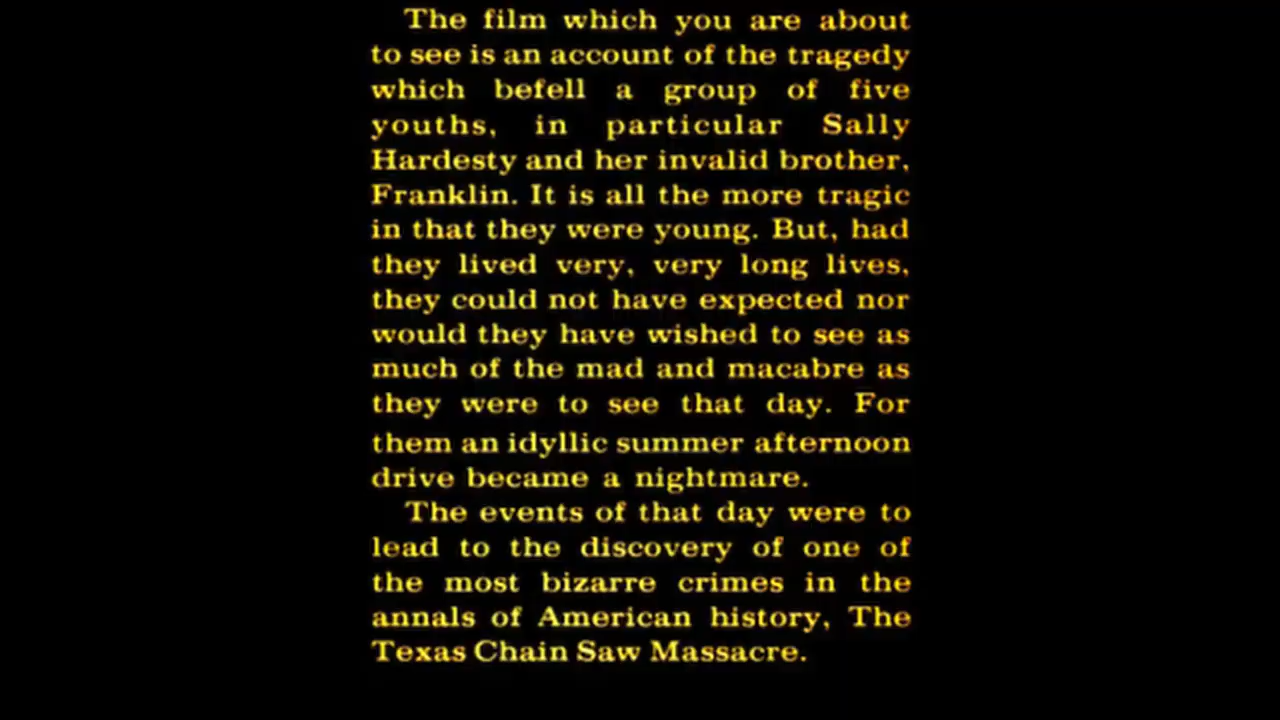 The film which you are about
to see is an account of the tragedy
which befell a group of five
youths, in particular Sally
Hardesty and her invalid brother,
Franklin. It is all the more tragic
in that they were young. But, had
they lived very, very long lives,
they could not have expected nor
would they have wished to see as
much of the mad and macabre as
they were to see that day. For
them an idyllic summer afternoon
drive became a nightmare.
The events of that day were to
lead to the discovery of one of
the most bizarre crimes in the
annals of American history, The
Texas Chain Saw Massacre.